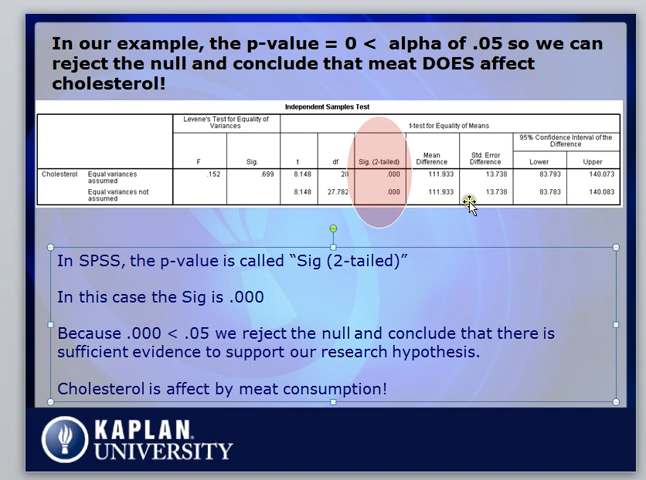 In our example, the p-value = 0 < alpha of .05 so we can
reject the null and conclude that meat DOES affect
cholesterol!
Independent Samples Test
Levene's Test for Equality of
Variances
t-test for Equality of Means
95% Confidence Interval of the
Difference
F Sig. t df Sig. (2-tailed) Mean Difference Std. Error Difference Lower Upper
Cholesterol Equal variances assumed .152 .699 8.148 28 .000 111.933 13.738 83.793 140.073
Equal variances not assumed 8.148 27.782 .000 111.933 13.738 83.783 140.083
In SPSS, the p-value is called “Sig (2-tailed)”
In this case the Sig is .000
Because .000 < .05 we reject the null and conclude that there is
sufficient evidence to support our research hypothesis.
Cholesterol is affect by meat consumption!
KAPLAN
UNIVERSITY